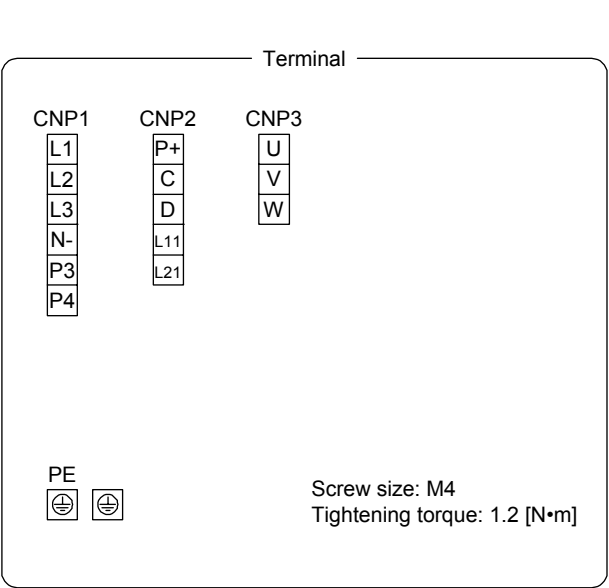 Terminal
CNP1
L1
L2
L3
N-
P3
P4
CNP2
P+
C
D
L11
L21
CNP3
U
V
W
PE
Screw size: M4
Tightening torque: 1.2 [N•m]